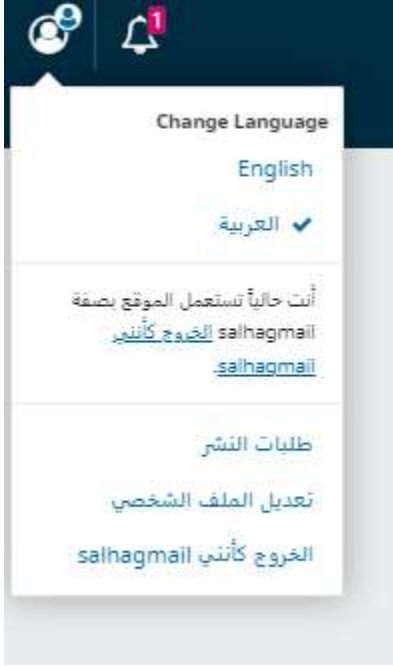 1
Change Language
English
العربية
أنت حالياً تستعمل الموقع بصفة
salhagmail الخروج كأنني
salhagmail.
طلبات النشر
تعديل الملف الشخصي
الخروج كأنني salhagmail